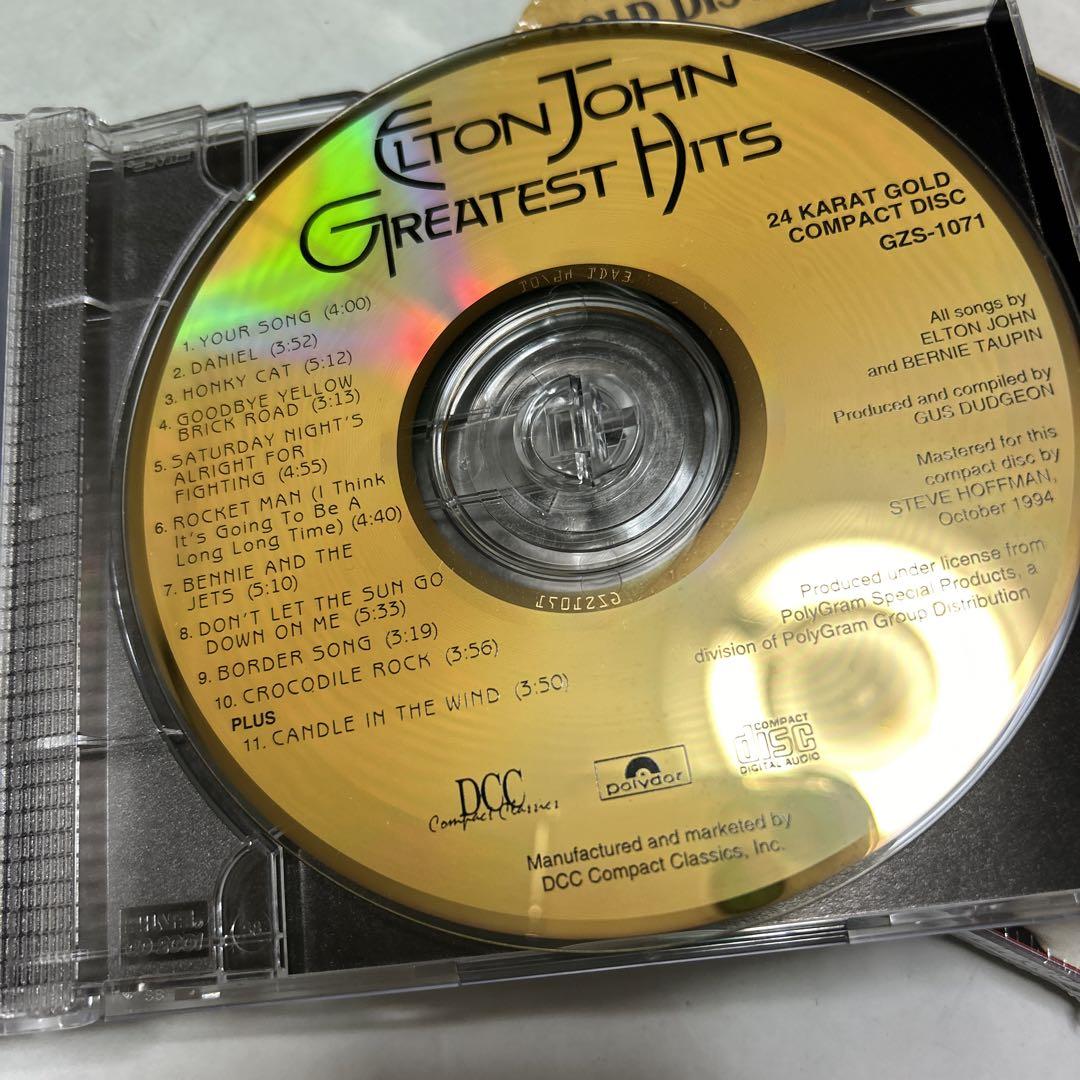 GOLD DIS
ELTON JOHN
GREATEST HITS
24 KARAT GOLD
COMPACT DISC
GZS-1071
1. YOUR SONG (4:00)
2. DANIEL (3:52)
3. HONKY CAT (5:12)
4. GOODBYE YELLOW
BRICK ROAD (3:13)
5. SATURDAY NIGHT'S
ALRIGHT FOR
FIGHTING (4:55)
6. ROCKET MAN (I Think
It's Going To Be A
Long Long Time) (4:40)
7. BENNIE AND THE
JETS (5:10)
8. DON'T LET THE SUN GO
DOWN ON ME (5:33)
9. BORDER SONG (3:19)
10. CROCODILE ROCK (3:56)
PLUS
11. CANDLE IN THE WIND (3:50)
All songs by
ELTON JOHN
and BERNIE TAUPIN
Produced and compiled by
GUS DUDGEON
Mastered for this
compact disc by
STEVE HOFFMAN,
October 1994
Produced under license from
PolyGram Special Products, a
division of PolyGram Group Distribution
GZS1071
DCC
Compact Classics
polydor
COMPACT
disc
DIGITAL AUDIO
Manufactured and marketed by
DCC Compact Classics, Inc.